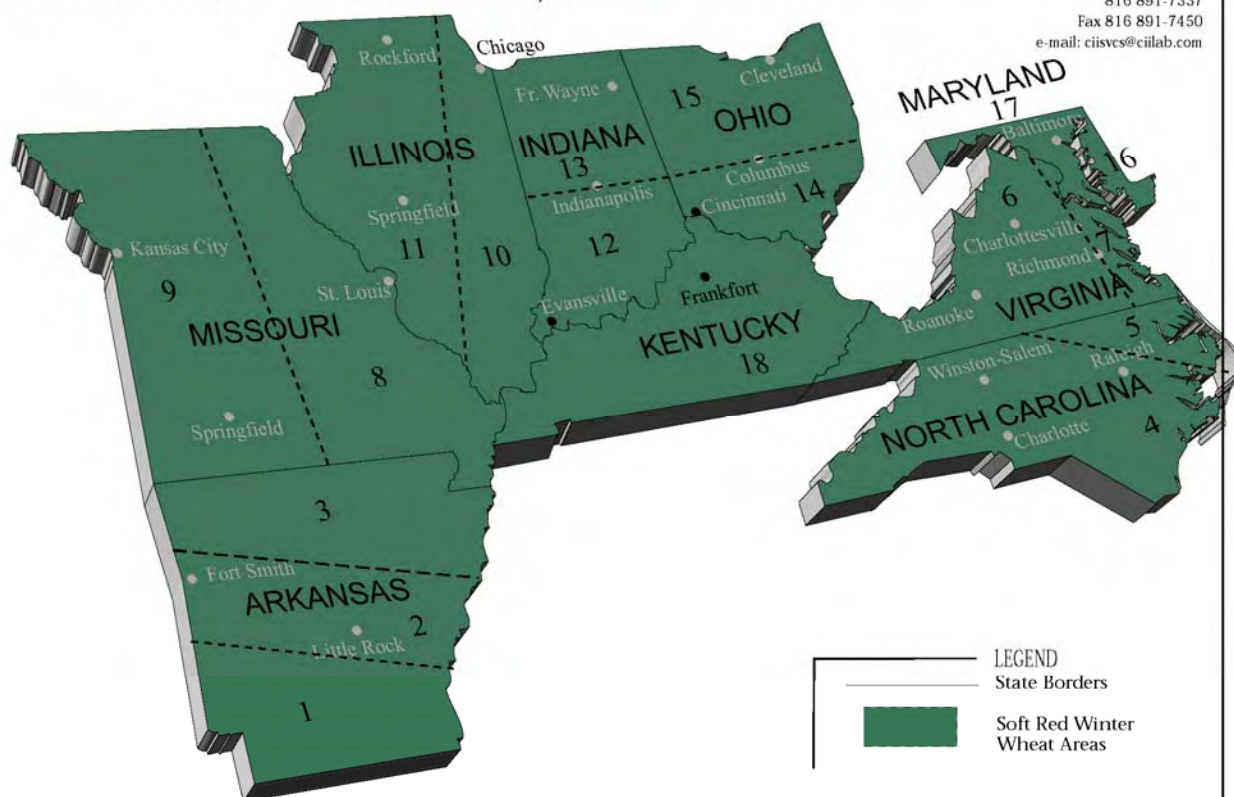 816 891-7337
Fax 816 891-7450
e-mail: ciisvcs@ciilab.com
Rockford
Chicago
Fr. Wayne
Cleveland
15
OHIO
MARYLAND
17
Baltimore
16
ILLINOIS
INDIANA
13
Columbus
Indianapolis
Cincinnati
14
Springfield
11
10
12
6
Charlottesville
7
Richmond
Kansas City
9
St. Louis
Evansville
Frankfort
Roanoke
VIRGINIA
MISSOURI
KENTUCKY
18
5
8
Winston-Salem
Raleigh
Springfield
NORTH CAROLINA
4
Charlotte
3
Fort Smith
ARKANSAS
2
Little Rock
1
LEGEND
State Borders
Soft Red Winter
Wheat Areas